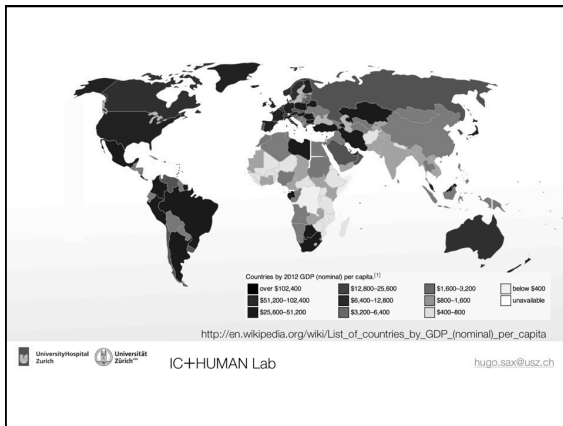 Countries by 2012 GDP (nominal) per capita.[1]
over $102,400
$51,200–102,400
$25,600–51,200
$12,800–25,600
$6,400–12,800
$3,200–6,400
$1,600–3,200
$800–1,600
$400–800
below $400
unavailable
http://en.wikipedia.org/wiki/List_of_countries_by_GDP_(nominal)_per_capita
UniversityHospital
Zurich
Universität
Zürich
IC+HUMAN Lab
hugo.sax@usz.ch